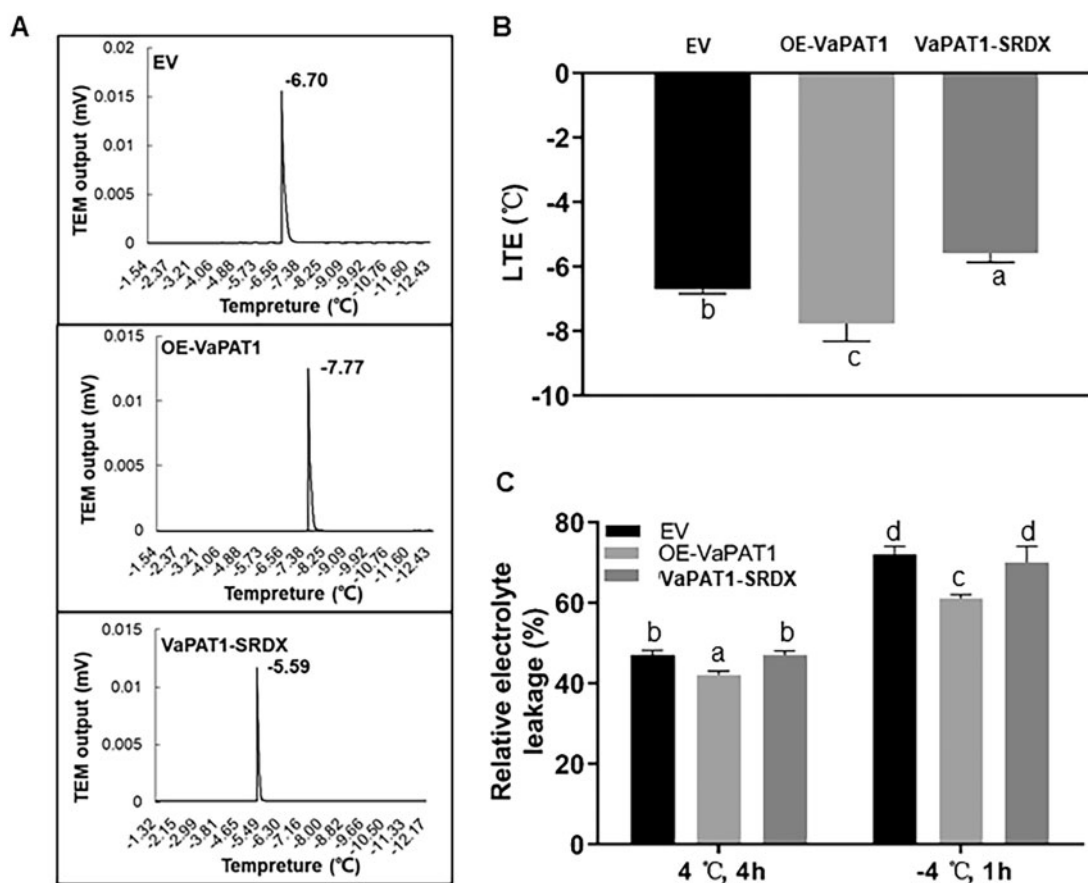 A
0.02
EV
-6.70
0.015
0.01
0.005
0
TEM output (mV)
-1.54 -2.37 -3.21 -4.06 -4.88 -5.73 -6.56 -7.38 -8.25 -9.09 -9.92 -10.76 -11.60 -12.43
Tempreture (℃)
0.015
OE-VaPAT1
-7.77
0.01
0.005
0
TEM output (mV)
-1.54 -2.37 -3.21 -4.06 -4.88 -5.73 -6.56 -7.38 -8.25 -9.09 -9.92 -10.76 -11.60 -12.43
Tempreture (℃)
0.015
VaPAT1-SRDX
-5.59
0.01
0.005
0
TEM output (mV)
-1.32 -2.15 -2.99 -3.81 -4.65 -5.49 -6.30 -7.16 -8.00 -8.82 -9.66 -10.50 -11.33 -12.17
Tempreture (℃)
B
EV OE-VaPAT1 VaPAT1-SRDX
0
-2
-4
-6
-8
-10
LTE (℃)
b
c
a
C
EV
OE-VaPAT1
VaPAT1-SRDX
80
60
40
20
0
Relative electrolyte
leakage (%)
b a b d c d
4 ℃, 4h -4 ℃, 1h